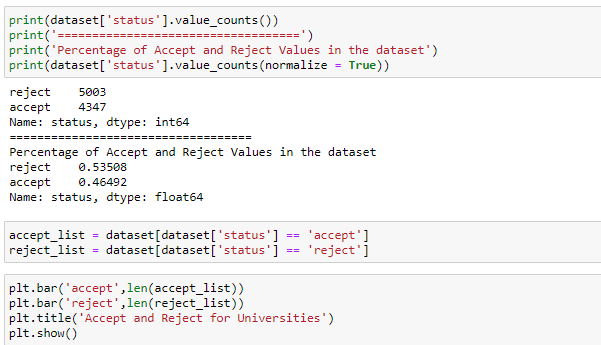 print(dataset['status'].value_counts())
print('===================================')
print('Percentage of Accept and Reject Values in the dataset')
print(dataset['status'].value_counts(normalize = True))
reject    5003
accept    4347
Name: status, dtype: int64
===================================
Percentage of Accept and Reject Values in the dataset
reject    0.53508
accept    0.46492
Name: status, dtype: float64
accept_list = dataset[dataset['status'] == 'accept']
reject_list = dataset[dataset['status'] == 'reject']
plt.bar('accept',len(accept_list))
plt.bar('reject',len(reject_list))
plt.title('Accept and Reject for Universities')
plt.show()